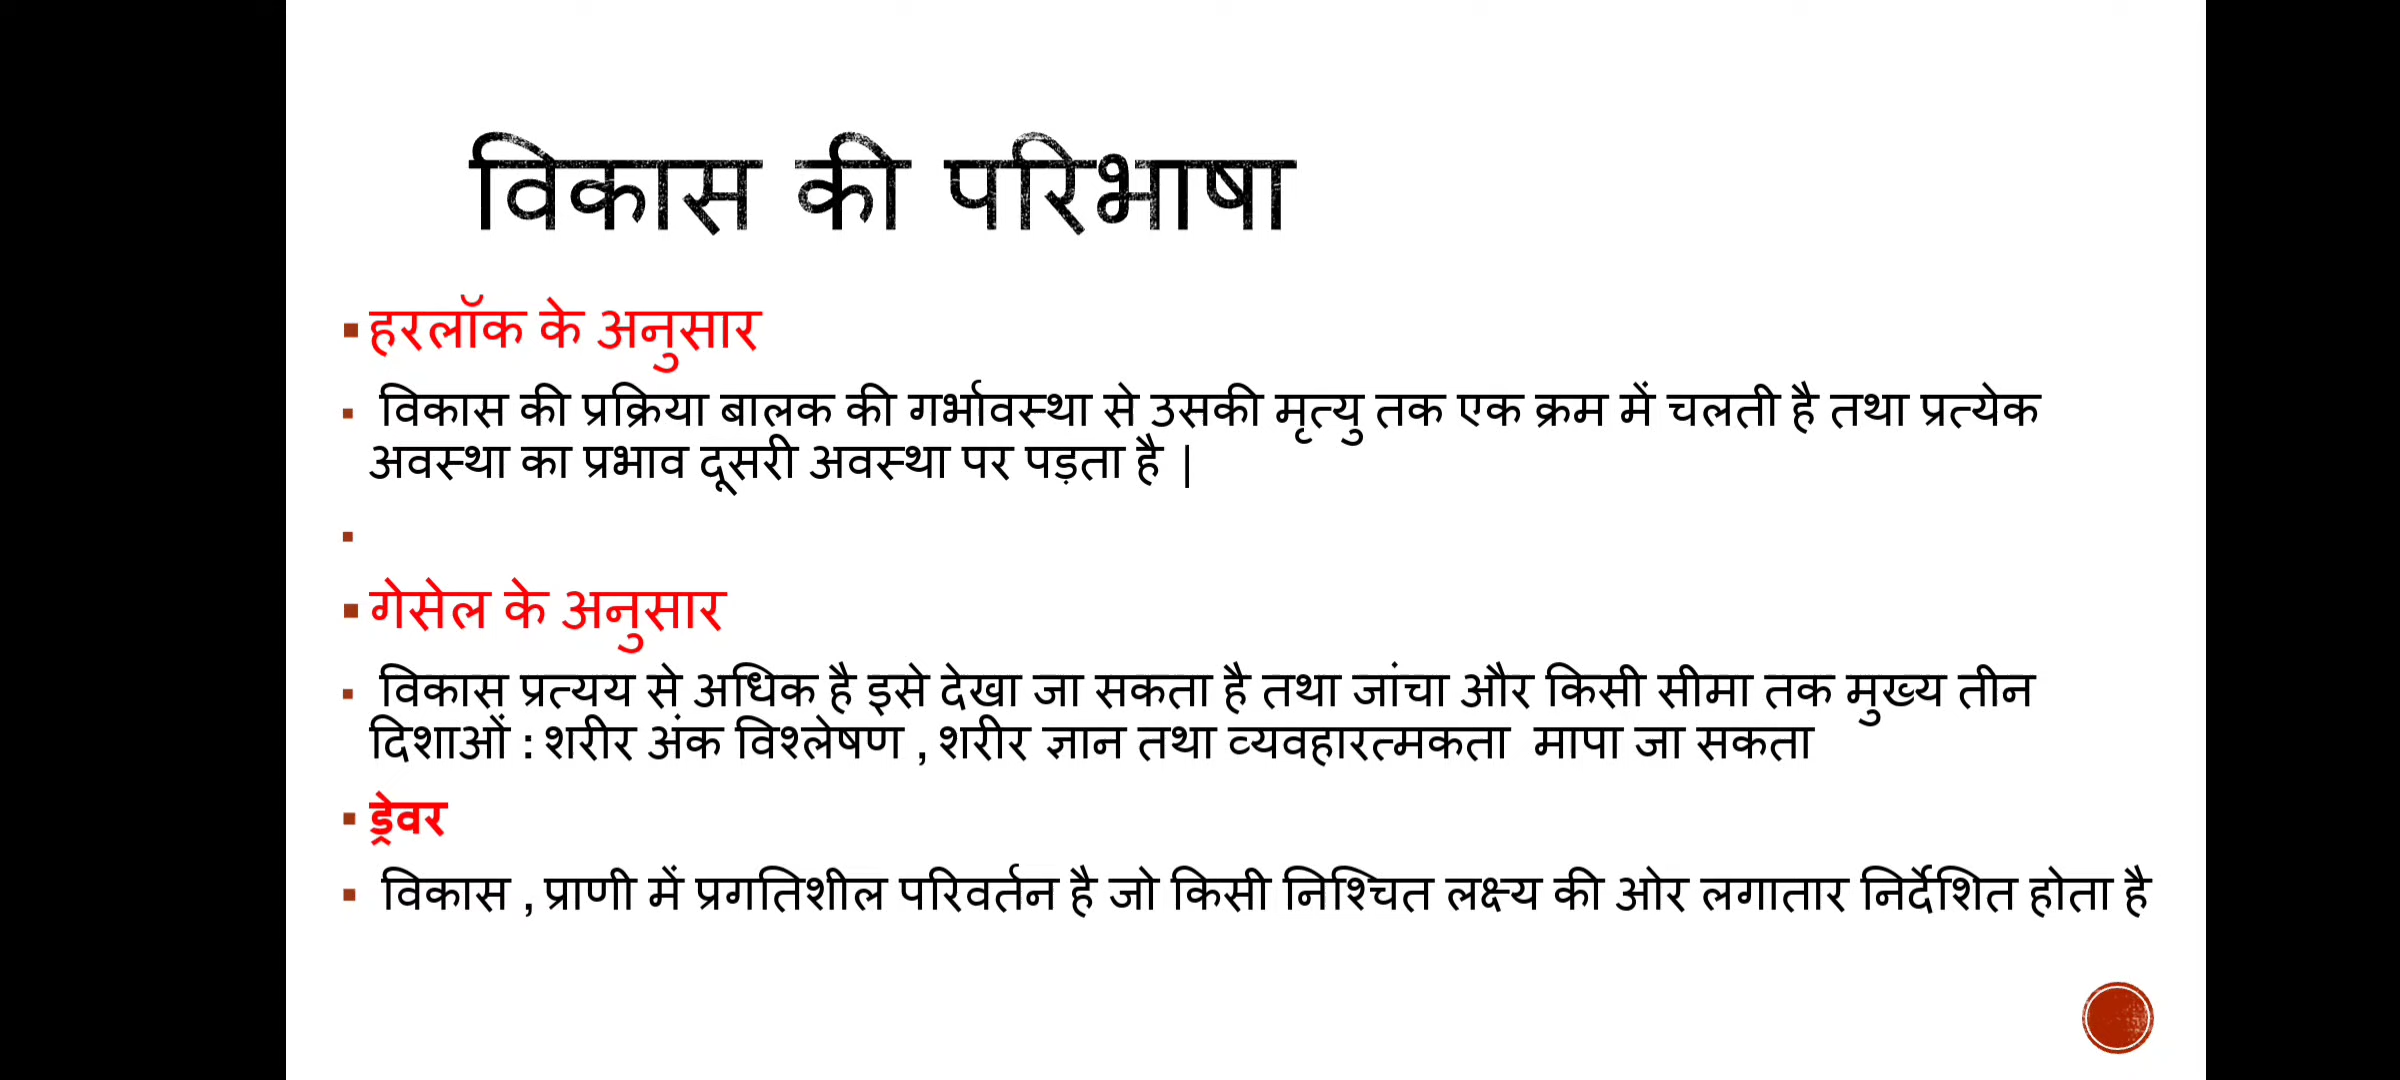 विकास की परिभाषा
हरलॉक के अनुसार
विकास की प्रक्रिया बालक की गर्भावस्था से उसकी मृत्यु तक एक क्रम में चलती है तथा प्रत्येक
अवस्था का प्रभाव दूसरी अवस्था पर पड़ता है |
गेसेल के अनुसार
विकास प्रत्यय से अधिक है इसे देखा जा सकता है तथा जांचा और किसी सीमा तक मुख्य तीन
दिशाओं : शरीर अंक विश्लेषण , शरीर ज्ञान तथा व्यवहारत्मकता मापा जा सकता
ड्रेवर
विकास , प्राणी में प्रगतिशील परिवर्तन है जो किसी निश्चित लक्ष्य की ओर लगातार निर्देशित होता है